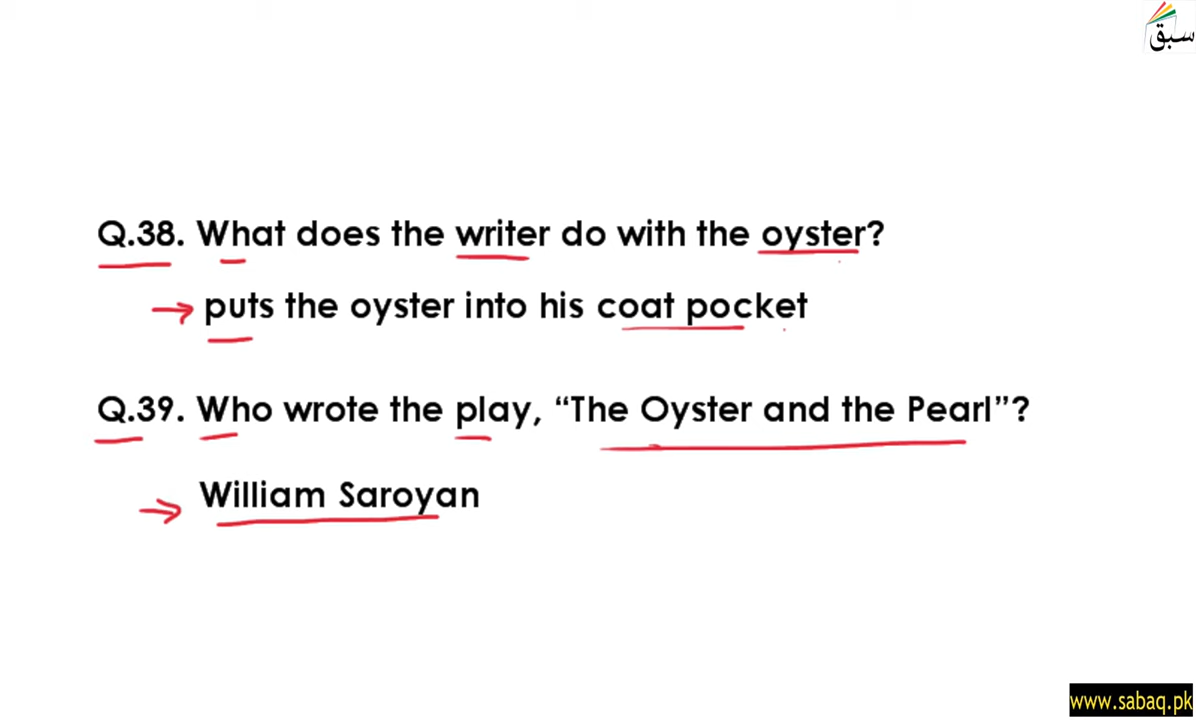 سبق
Q.38. What does the writer do with the oyster?
puts the oyster into his coat pocket
Q.39. Who wrote the play, “The Oyster and the Pearl”?
William Saroyan
www.sabaq.pk